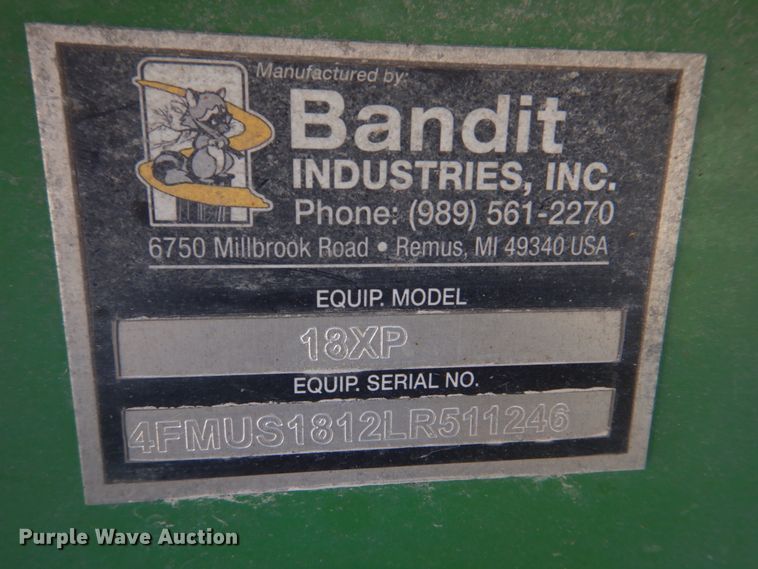 Manufactured by:
Bandit
INDUSTRIES, INC.
Phone: (989) 561-2270
6750 Millbrook Road • Remus, MI 49340 USA
EQUIP. MODEL
18XP
EQUIP. SERIAL NO.
4FMUS1812LR511246
Purple Wave Auction®